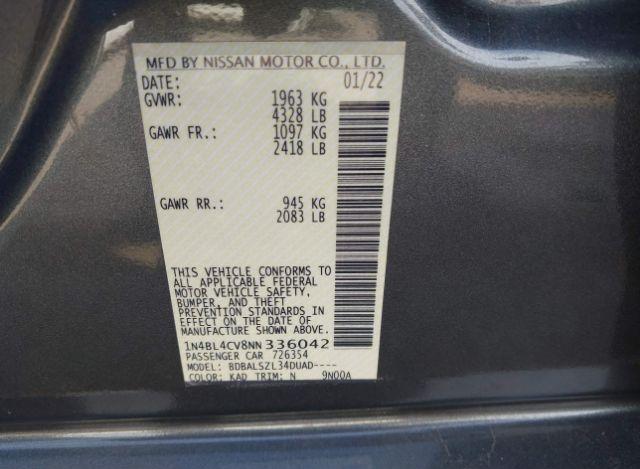 MFD BY NISSAN MOTOR CO., LTD.
DATE: 01/22
GVWR: 1963 KG
4328 LB
GAWR FR.: 1097 KG
2418 LB
GAWR RR.: 945 KG
2083 LB
THIS VEHICLE CONFORMS TO
ALL APPLICABLE FEDERAL
MOTOR VEHICLE SAFETY,
BUMPER, AND THEFT
PREVENTION STANDARDS IN
EFFECT ON THE DATE OF
MANUFACTURE SHOWN ABOVE.
1N4BL4CV8NN 336042
PASSENGER CAR 726354
MODEL: BDBALSZL34DUAD----
COLOR: KAD TRIM: N 9N00A